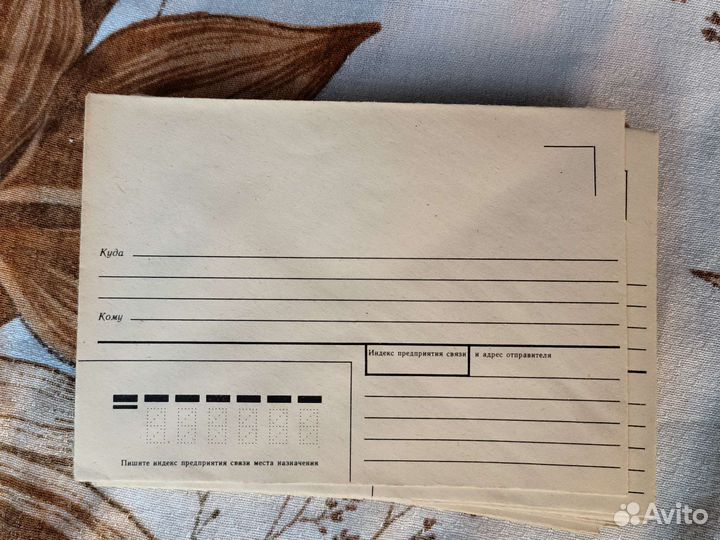 Куда
Кому
Индекс предприятия связи и адрес отправителя
Пишите индекс предприятия связи места назначения
Avito